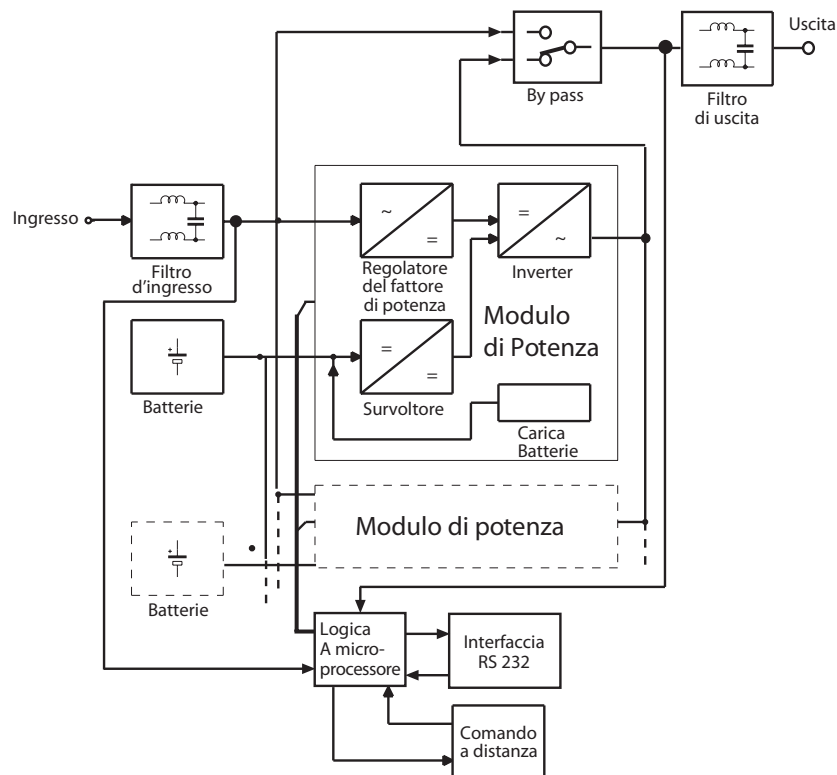 By pass
Uscita
Filtro
di uscita
Ingresso
Filtro
d'ingresso
~
=
Regolatore
del fattore
di potenza
=
~
Inverter
Modulo
di Potenza
+
Batterie
=
=
Survoltore
Carica
Batterie
Modulo di potenza
+
Batterie
Logica
A micro-
processore
Interfaccia
RS 232
Comando
a distanza